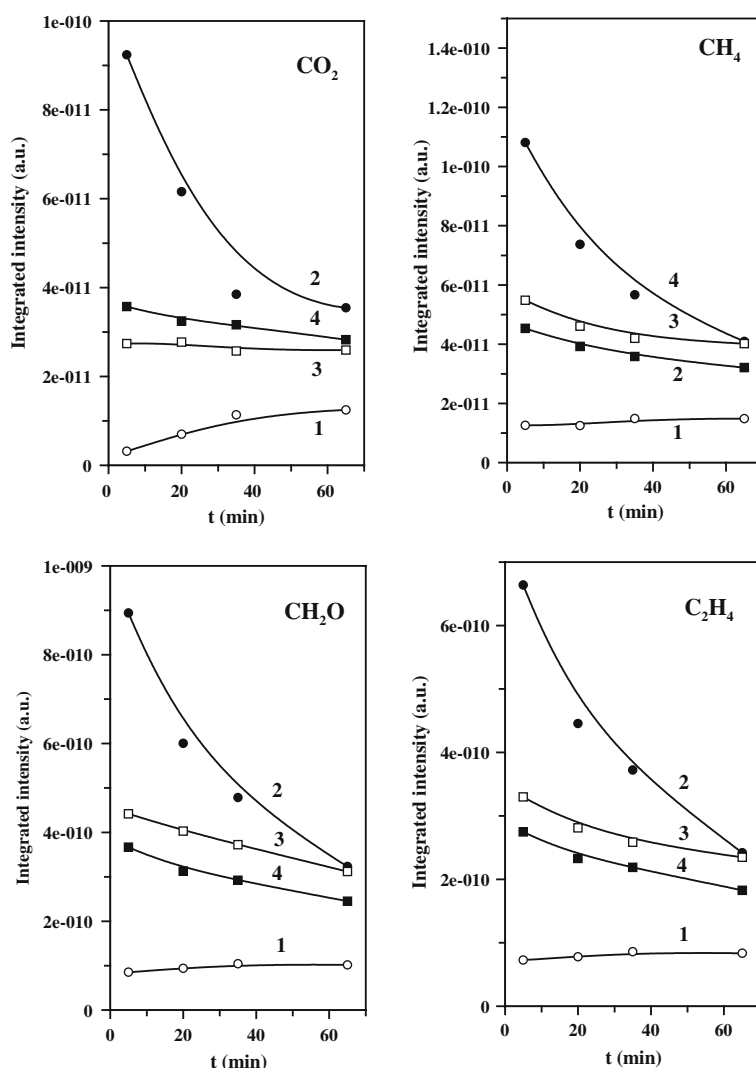 CO₂
1e-010
8e-011
6e-011
4e-011
2e-011
0
Integrated intensity (a.u.)
2
4
3
1
0 20 40 60
t (min)
CH₄
1.4e-010
1.2e-010
1e-010
8e-011
6e-011
4e-011
2e-011
0
Integrated intensity (a.u.)
4
3
2
1
0 20 40 60
t (min)
CH₂O
1e-009
8e-010
6e-010
4e-010
2e-010
0
Integrated intensity (a.u.)
2
3
4
1
0 20 40 60
t (min)
C₂H₄
6e-010
4e-010
2e-010
0
Integrated intensity (a.u.)
2
3
4
1
0 20 40 60
t (min)